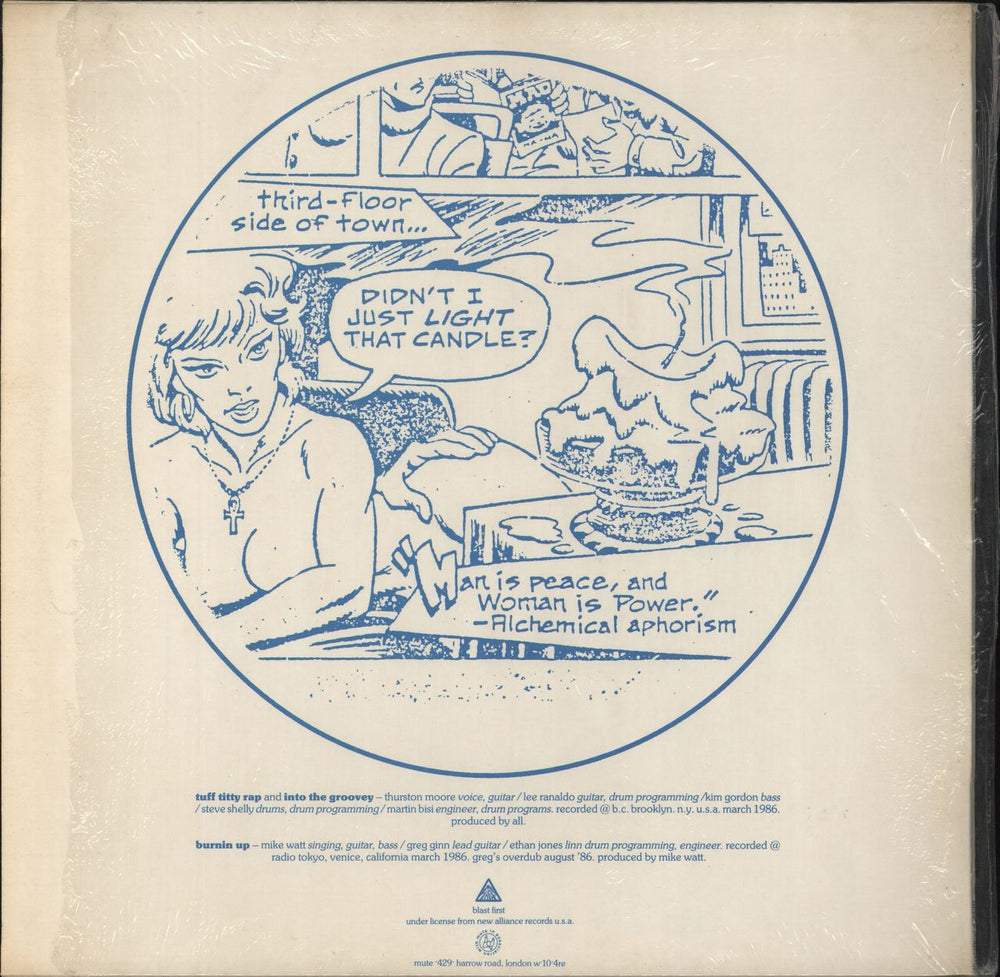 MAD
third-floor
side of town...
DIDN'T I
JUST LIGHT
THAT CANDLE?
"Man is peace, and
Woman is Power."
-Alchemical aphorism
tuff titty rap and into the groovey – thurston moore voice, guitar / lee ranaldo guitar, drum programming /kim gordon bass
/ steve shelly drums, drum programming / martin bisi engineer, drum programs. recorded @ b.c. brooklyn. n.y. u.s.a. march 1986.
produced by all.
burnin up – mike watt singing, guitar, bass / greg ginn lead guitar / ethan jones linn drum programming, engineer. recorded @
radio tokyo, venice, california march 1986. greg's overdub august '86. produced by mike watt.
blast first
under license from new alliance records u.s.a.
mute ·429· harrow road, london w·10·4re